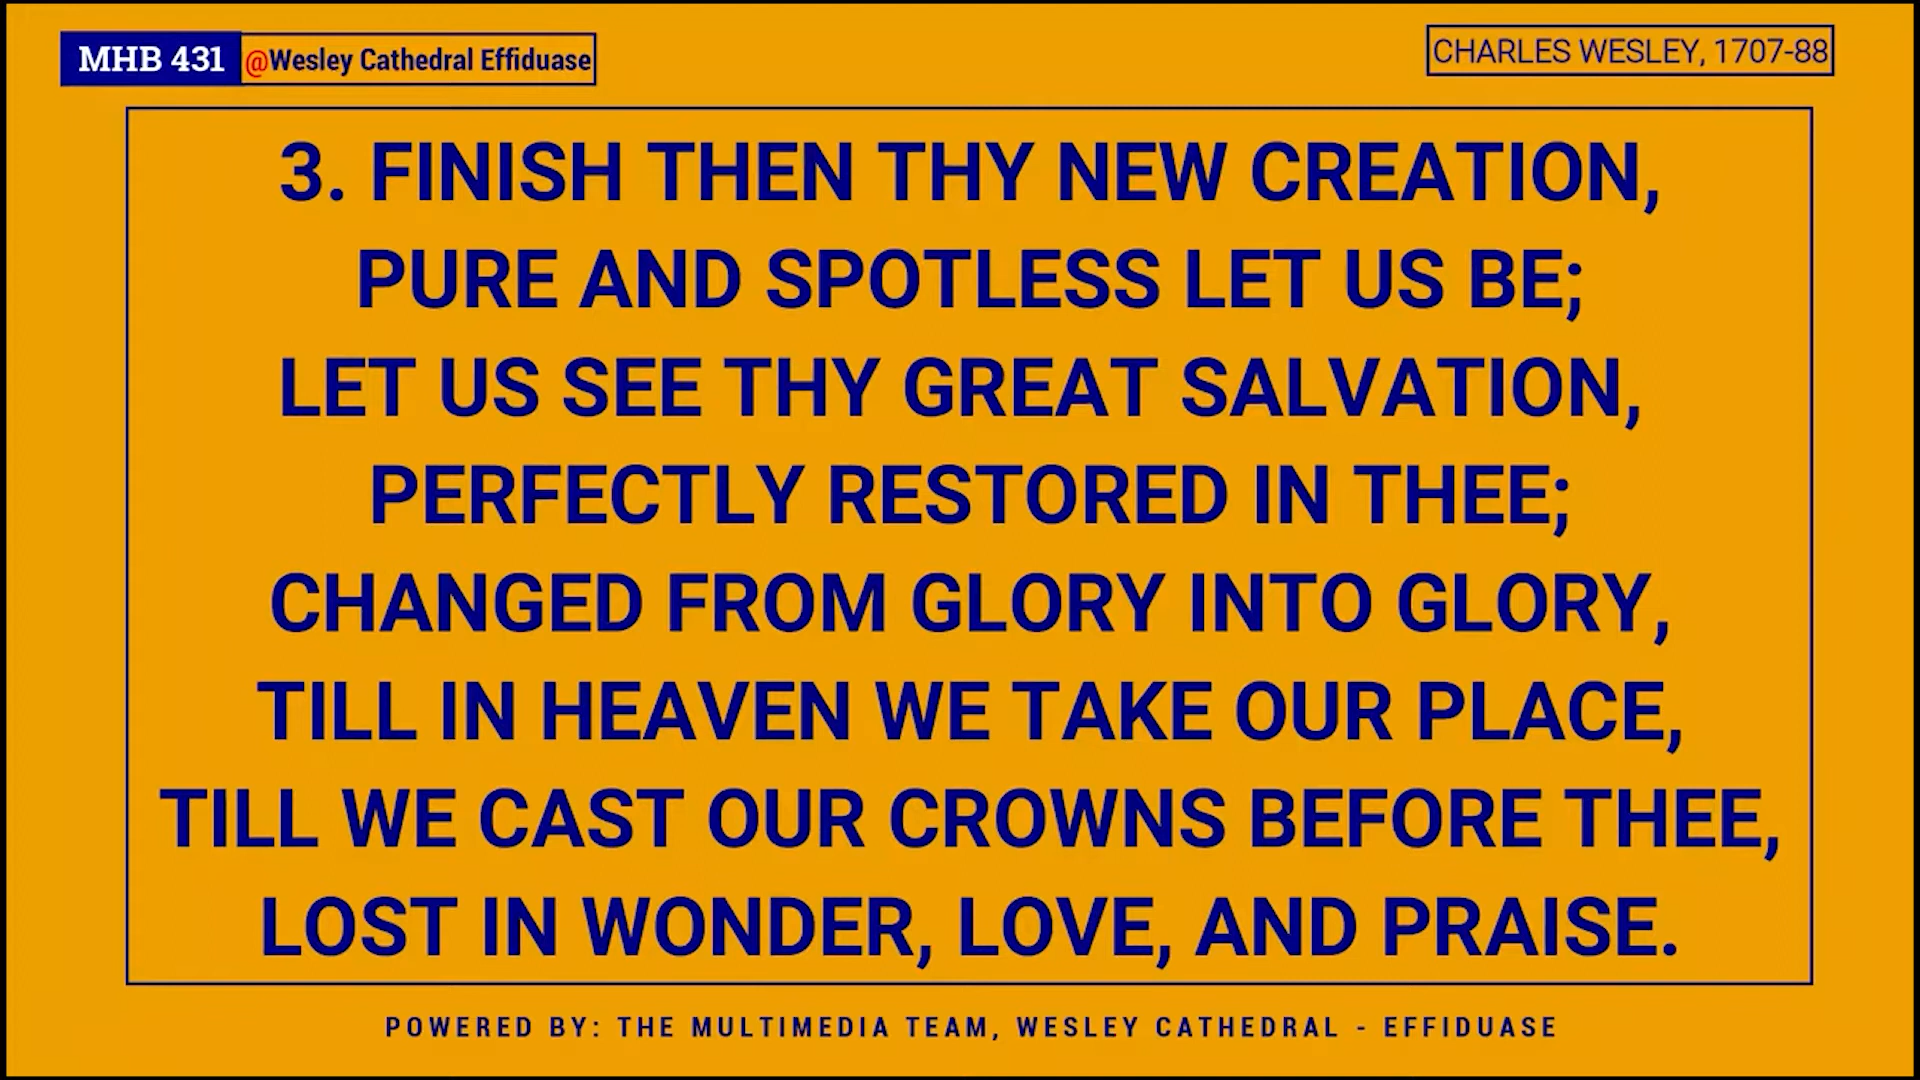 MHB 431 @Wesley Cathedral Effiduase
CHARLES WESLEY, 1707-88
3. FINISH THEN THY NEW CREATION,
PURE AND SPOTLESS LET US BE;
LET US SEE THY GREAT SALVATION,
PERFECTLY RESTORED IN THEE;
CHANGED FROM GLORY INTO GLORY,
TILL IN HEAVEN WE TAKE OUR PLACE,
TILL WE CAST OUR CROWNS BEFORE THEE,
LOST IN WONDER, LOVE, AND PRAISE.
POWERED BY: THE MULTIMEDIA TEAM, WESLEY CATHEDRAL - EFFIDUASE